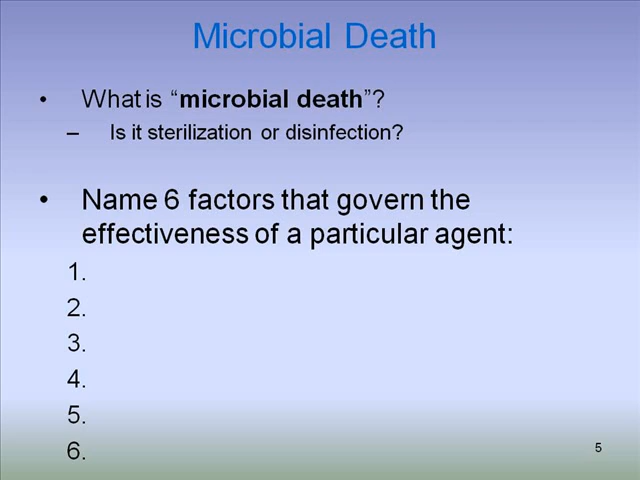 Microbial Death
• What is “microbial death”?
– Is it sterilization or disinfection?
• Name 6 factors that govern the
effectiveness of a particular agent:
1.
2.
3.
4.
5.
6.
5